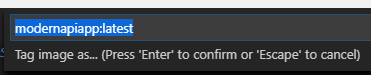 modernapiapp:latest
Tag image as... (Press 'Enter' to confirm or 'Escape' to cancel)